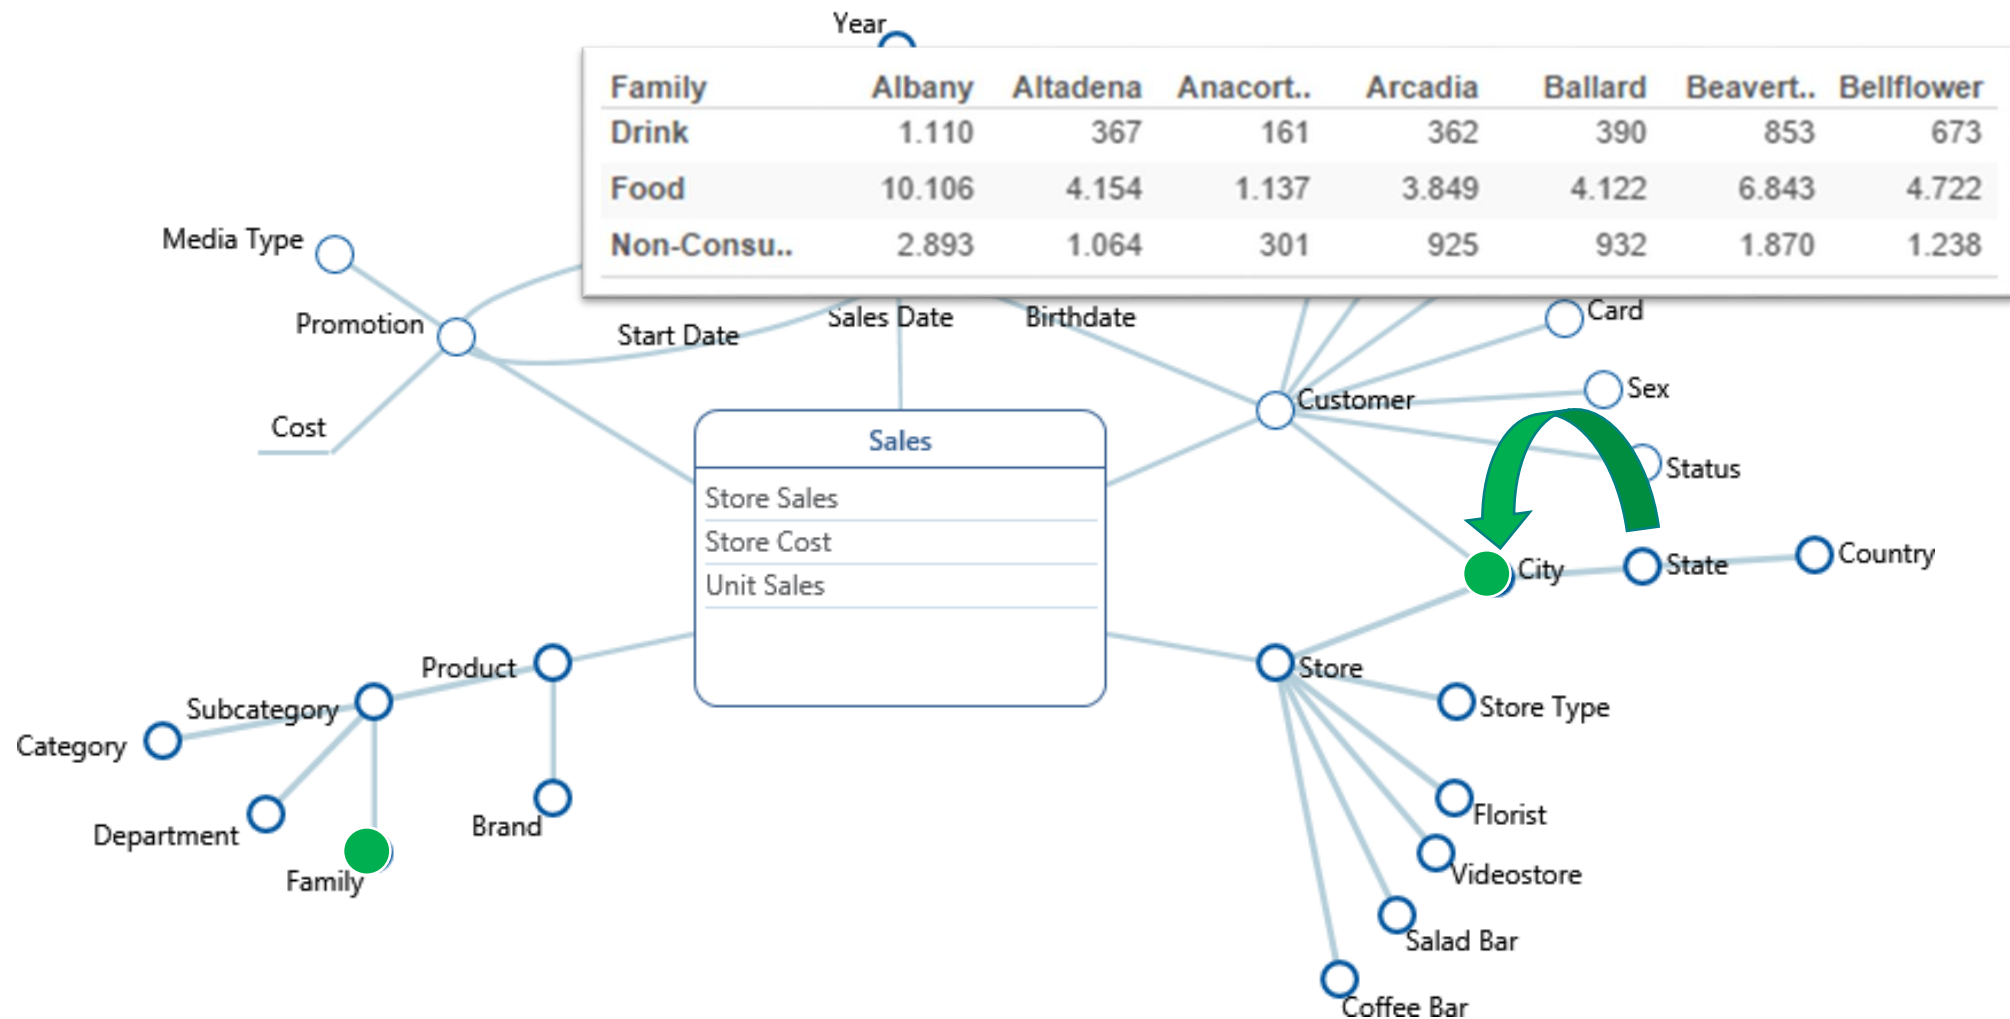 Year
Family Albany Altadena Anacort.. Arcadia Ballard Beavert.. Bellflower
Drink 1.110 367 161 362 390 853 673
Food 10.106 4.154 1.137 3.849 4.122 6.843 4.722
Non-Consu.. 2.893 1.064 301 925 932 1.870 1.238
Media Type
Promotion
Start Date
Sales Date
Birthdate
Card
Cost
Customer
Sex
Status
Sales
Store Sales
Store Cost
Unit Sales
City
State
Country
Product
Subcategory
Category
Department
Family
Brand
Store
Store Type
Florist
Videostore
Salad Bar
Coffee Bar